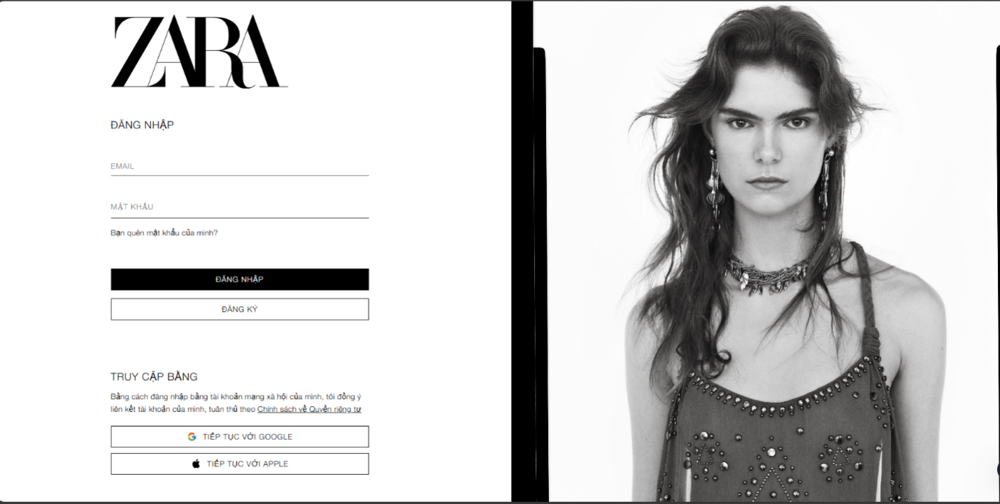 ZARA
ĐĂNG NHẬP
EMAIL
MẬT KHẨU
Bạn quên mật khẩu của mình?
ĐĂNG NHẬP
ĐĂNG KÝ
TRUY CẬP BẰNG
Bằng cách đăng nhập bằng tài khoản mạng xã hội của mình, tôi đồng ý
liên kết tài khoản của mình, tuân thủ theo Chính sách về Quyền riêng tư
TIẾP TỤC VỚI GOOGLE
TIẾP TỤC VỚI APPLE